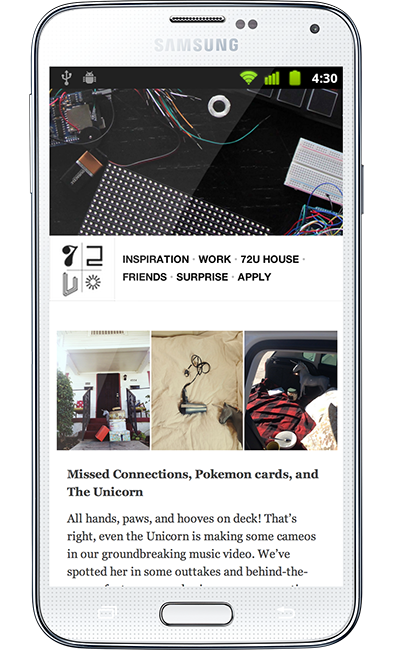 SAMSUNG
4:30
72
U
INSPIRATION · WORK · 72U HOUSE ·
FRIENDS · SURPRISE · APPLY
Missed Connections, Pokemon cards, and
The Unicorn
All hands, paws, and hooves on deck! That’s
right, even the Unicorn is making some cameos
in our groundbreaking music video. We’ve
spotted her in some outtakes and behind-the-